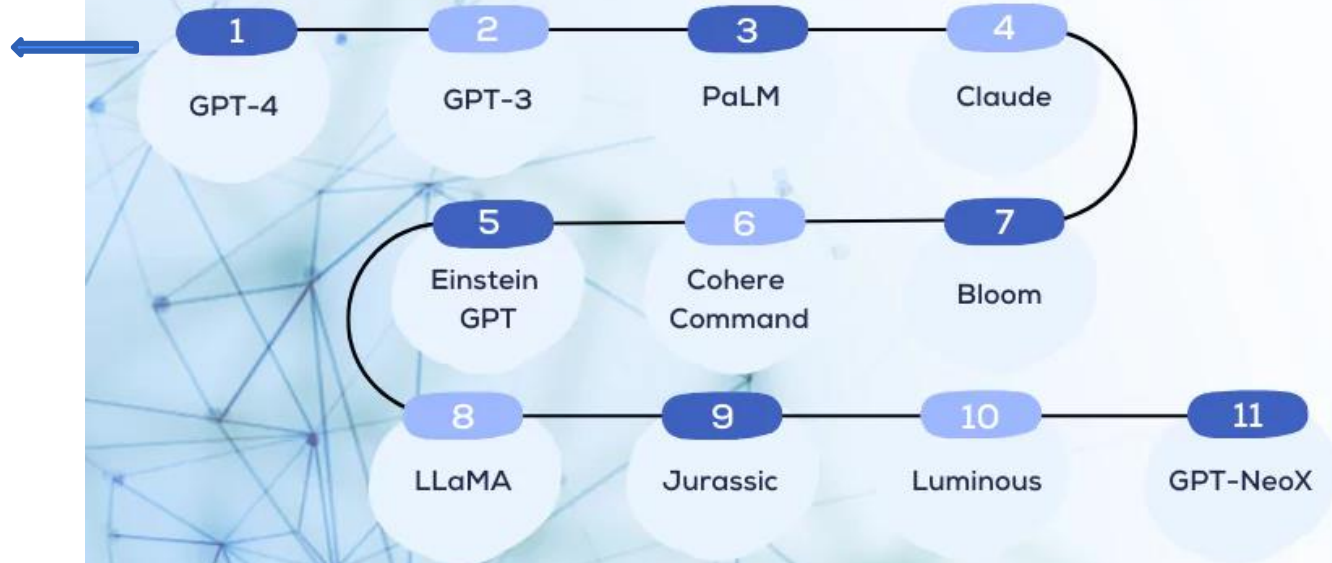 1 2 3 4
GPT-4 GPT-3 PaLM Claude
5 6 7
Einstein GPT Cohere Command Bloom
8 9 10 11
LLaMA Jurassic Luminous GPT-NeoX